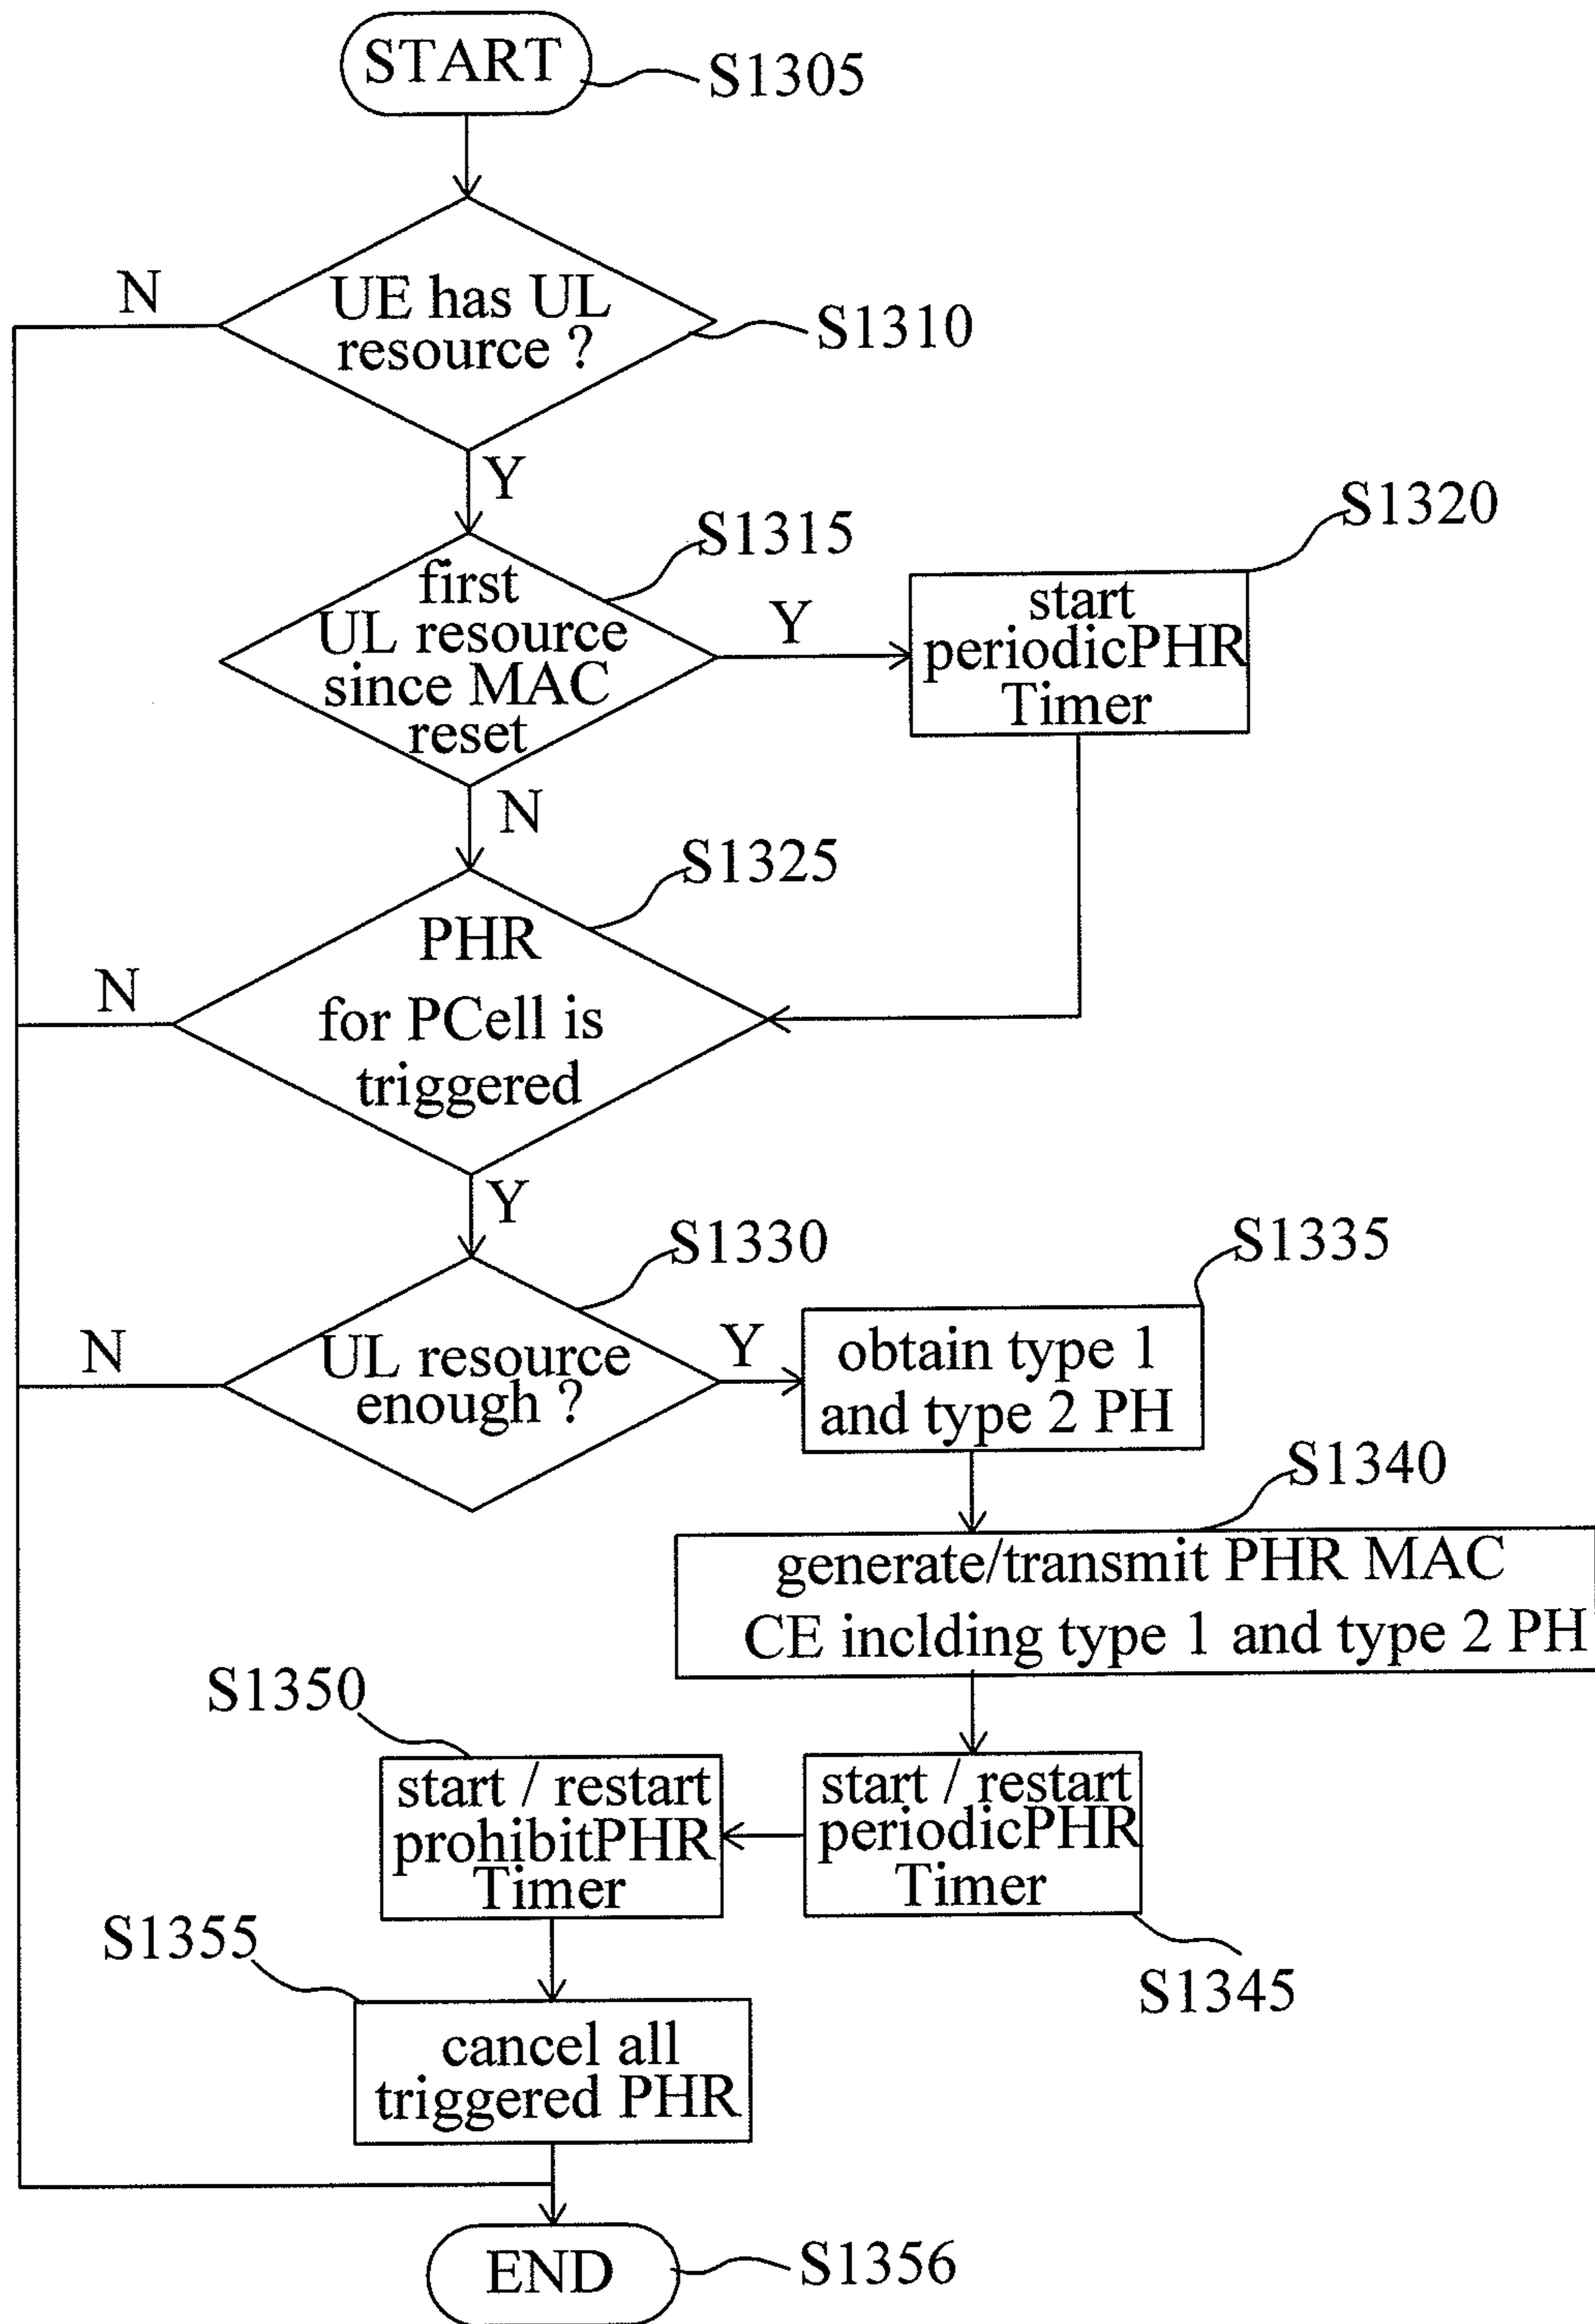 START
S1305
UE has UL
resource ?
S1310
N
Y
first
UL resource
since MAC
reset
S1315
Y
start
periodicPHR
Timer
S1320
N
PHR
for PCell is
triggered
S1325
N
Y
UL resource
enough ?
S1330
N
Y
obtain type 1
and type 2 PH
S1335
generate/transmit PHR MAC
CE inclding type 1 and type 2 PH
S1340
start / restart
periodicPHR
Timer
S1345
start / restart
prohibitPHR
Timer
S1350
cancel all
triggered PHR
S1355
END
S1356